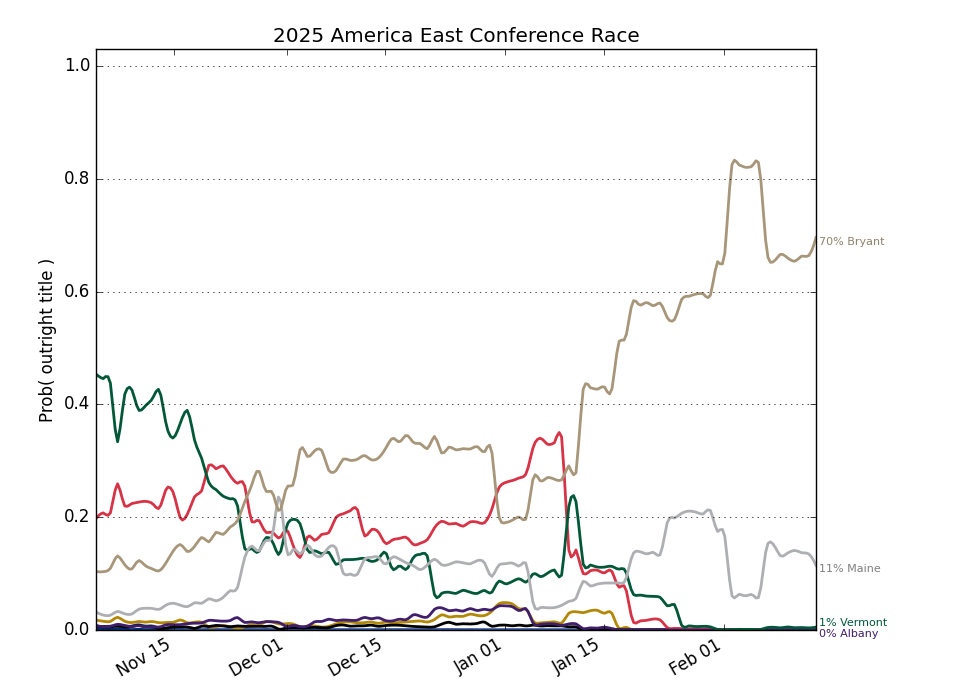 2025 America East Conference Race
1.0
0.8
0.6
0.4
0.2
0.0
Prob( outright title )
70% Bryant
11% Maine
1% Vermont
0% Albany
Nov 15
Dec 01
Dec 15
Jan 01
Jan 15
Feb 01